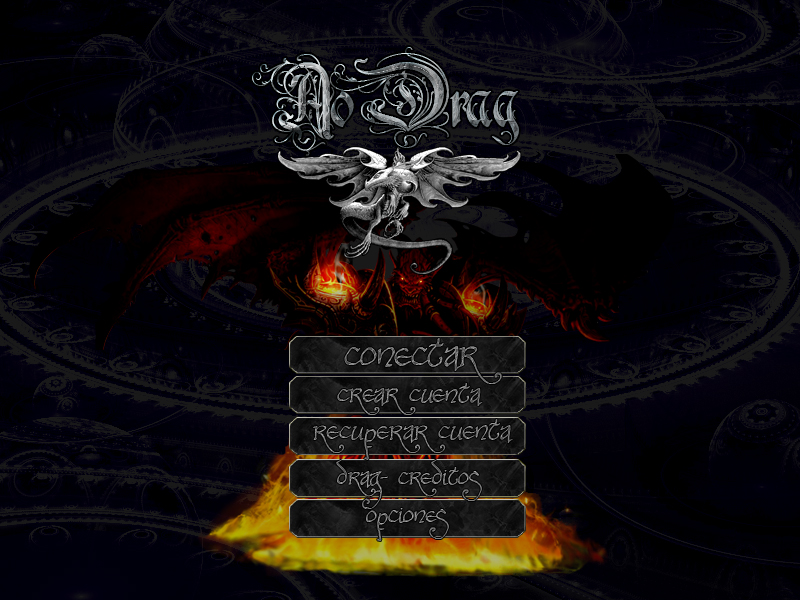 Ao Drag
CONECTAR
CREAR CUENTA
RECUPERAR CUENTA
DRAG- CREDITOS
OPCIONES